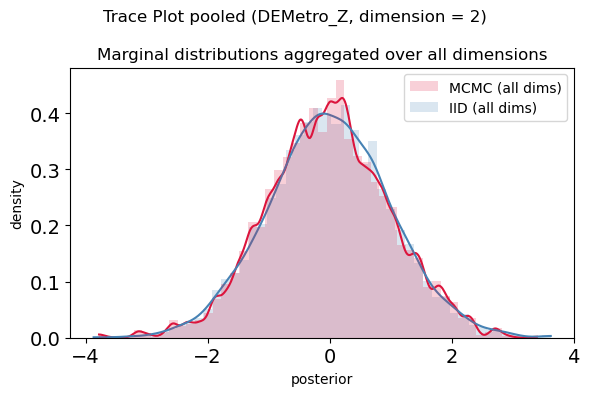 Trace Plot pooled (DEMetro_Z, dimension = 2)
Marginal distributions aggregated over all dimensions
MCMC (all dims)
IID (all dims)
density
0.4
0.3
0.2
0.1
0.0
−4 −2 0 2 4
posterior